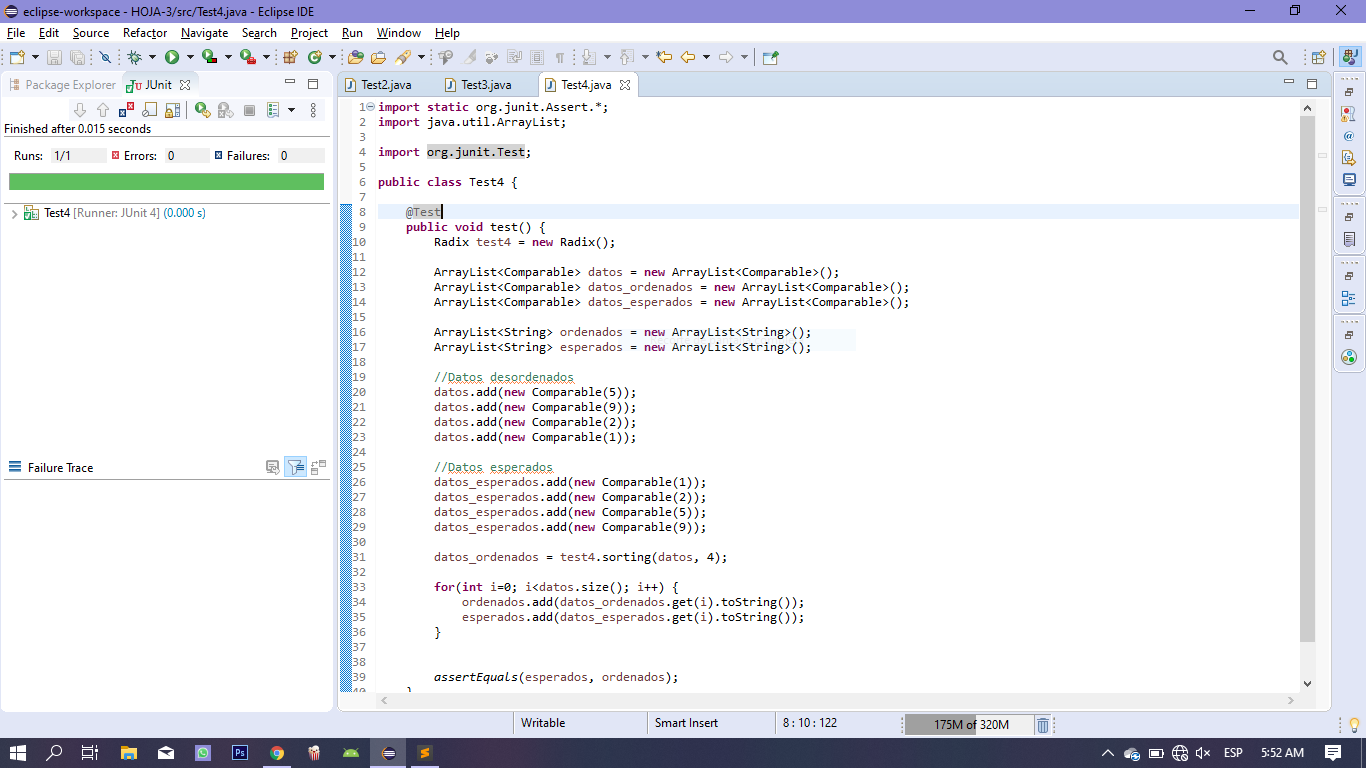 eclipse-workspace - HOJA-3/src/Test4.java - Eclipse IDE
File Edit Source Refactor Navigate Search Project Run Window Help
Package Explorer JUnit
Finished after 0.015 seconds
Runs: 1/1 Errors: 0 Failures: 0
Test4 [Runner: JUnit 4] (0.000 s)
Failure Trace
Test2.java Test3.java Test4.java
1 import static org.junit.Assert.*;
2 import java.util.ArrayList;
3
4 import org.junit.Test;
5
6 public class Test4 {
7
8 @Test
9 public void test() {
10 Radix test4 = new Radix();
11
12 ArrayList<Comparable> datos = new ArrayList<Comparable>();
13 ArrayList<Comparable> datos_ordenados = new ArrayList<Comparable>();
14 ArrayList<Comparable> datos_esperados = new ArrayList<Comparable>();
15
16 ArrayList<String> ordenados = new ArrayList<String>();
17 ArrayList<String> esperados = new ArrayList<String>();
18
19 //Datos desordenados
20 datos.add(new Comparable(5));
21 datos.add(new Comparable(9));
22 datos.add(new Comparable(2));
23 datos.add(new Comparable(1));
24
25 //Datos esperados
26 datos_esperados.add(new Comparable(1));
27 datos_esperados.add(new Comparable(2));
28 datos_esperados.add(new Comparable(5));
29 datos_esperados.add(new Comparable(9));
30
31 datos_ordenados = test4.sorting(datos, 4);
32
33 for(int i=0; i<datos.size(); i++) {
34 ordenados.add(datos_ordenados.get(i).toString());
35 esperados.add(datos_esperados.get(i).toString());
36 }
37
38
39 assertEquals(esperados, ordenados);
40 }
Writable Smart Insert 8 : 10 : 122 175M of 320M
ESP 5:52 AM